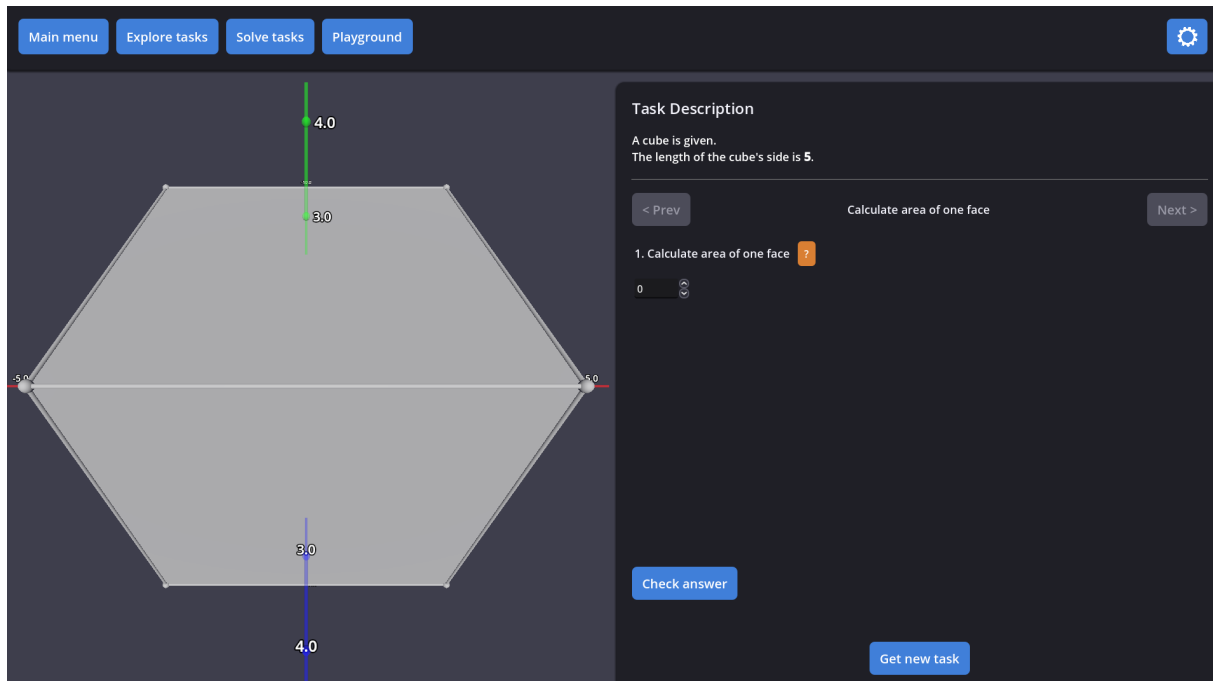 Main menu
Explore tasks
Solve tasks
Playground
4.0
3.0
-5.0
5.0
3.0
4.0
Task Description
A cube is given.
The length of the cube's side is 5.
< Prev
Calculate area of one face
Next >
1. Calculate area of one face
?
0
Check answer
Get new task